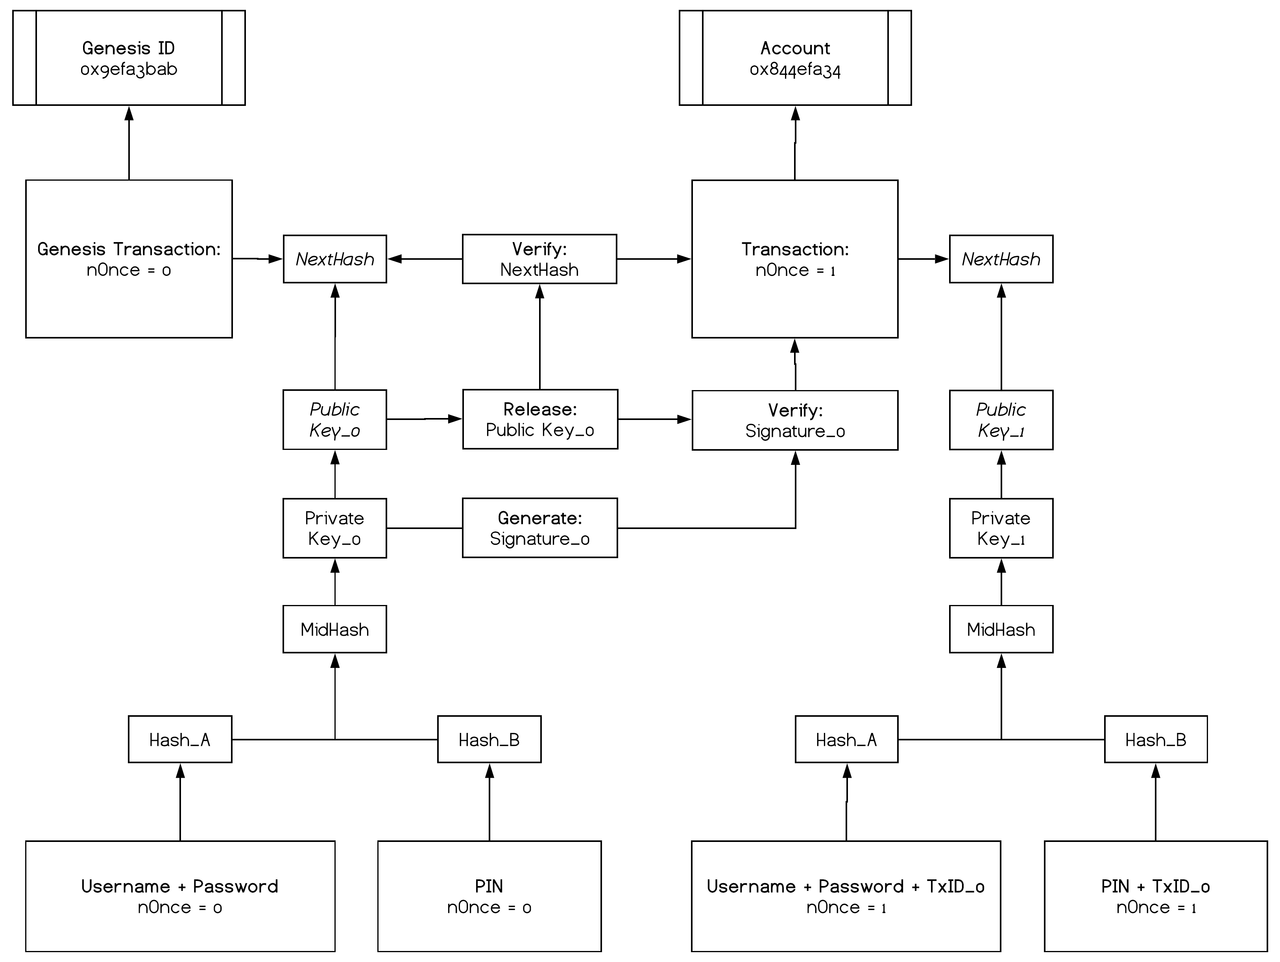 Genesis ID
0x9efa3bab
Account
0x844efa34
Genesis Transaction:
n0nce = 0
NextHash
Verify:
NextHash
Transaction:
n0nce = 1
NextHash
Public
Key_0
Release:
Public Key_0
Verify:
Signature_0
Public
Key_1
Private
Key_0
Generate:
Signature_0
Private
Key_1
MidHash
MidHash
Hash_A
Hash_B
Hash_A
Hash_B
Username + Password
n0nce = 0
PIN
n0nce = 0
Username + Password + TxID_0
n0nce = 1
PIN + TxID_0
n0nce = 1